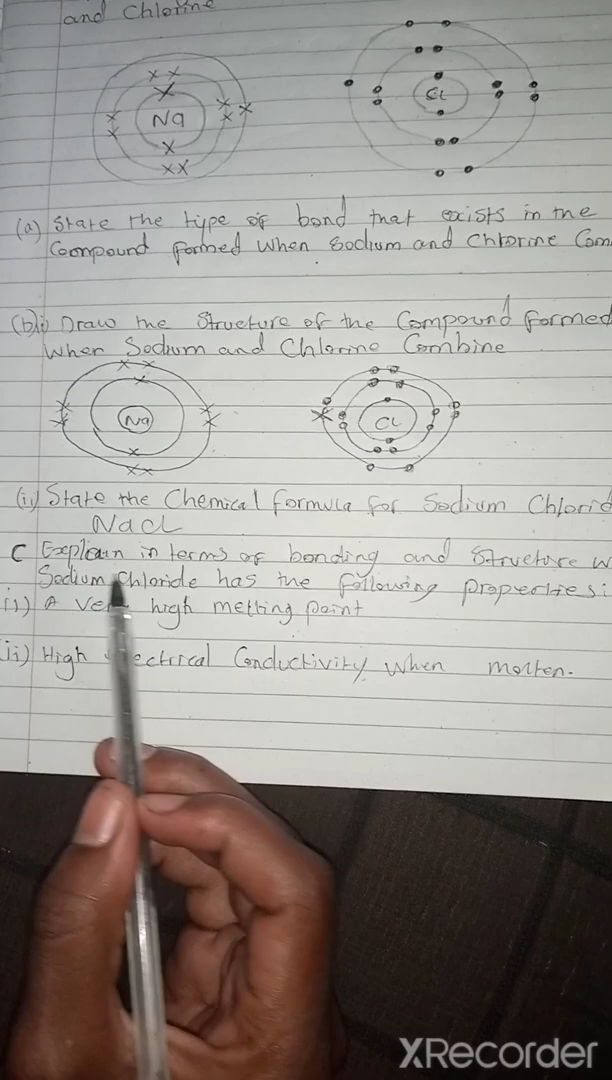 and Chlorine
Na
Cl
(a) State the type of bond that exists in the
Compound formed when Sodium and Chlorine Com
(b)i) Draw the Structure of the Compound formed
when Sodium and Chlorine Combine
Na
Cl
(ii) State the Chemical formula for Sodium Chlorid
NaCl
C Explain in terms of bonding and Structure w
Sodium Chloride has the following properties:
(i) A very high melting point
(ii) High electrical Conductivity when molten.
XRecorder